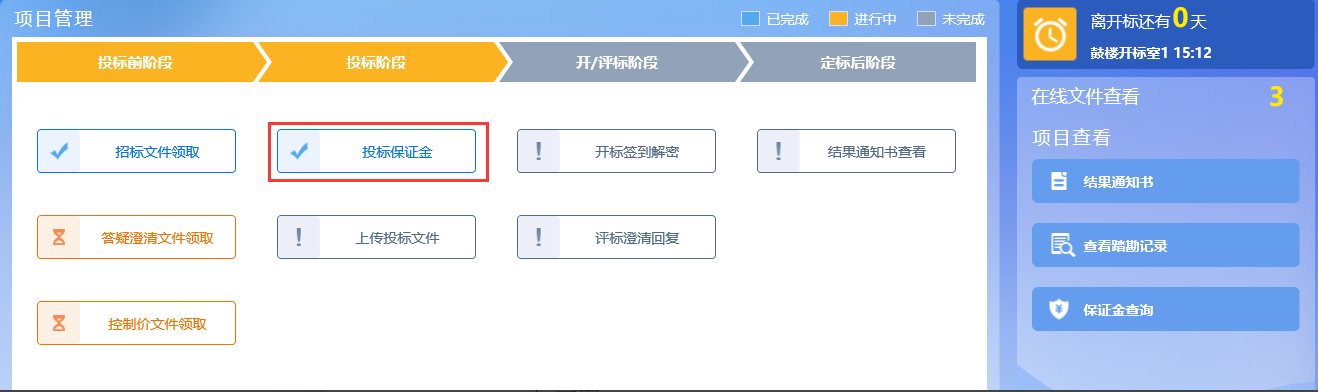 项目管理
已完成
进行中
未完成
投标前阶段
投标阶段
开/评标阶段
定标后阶段
招标文件领取
投标保证金
开标签到解密
结果通知书查看
答疑澄清文件领取
上传投标文件
评标澄清回复
控制价文件领取
离开标还有0天
鼓楼开标室1 15:12
在线文件查看 3
项目查看
结果通知书
查看踏勘记录
保证金查询